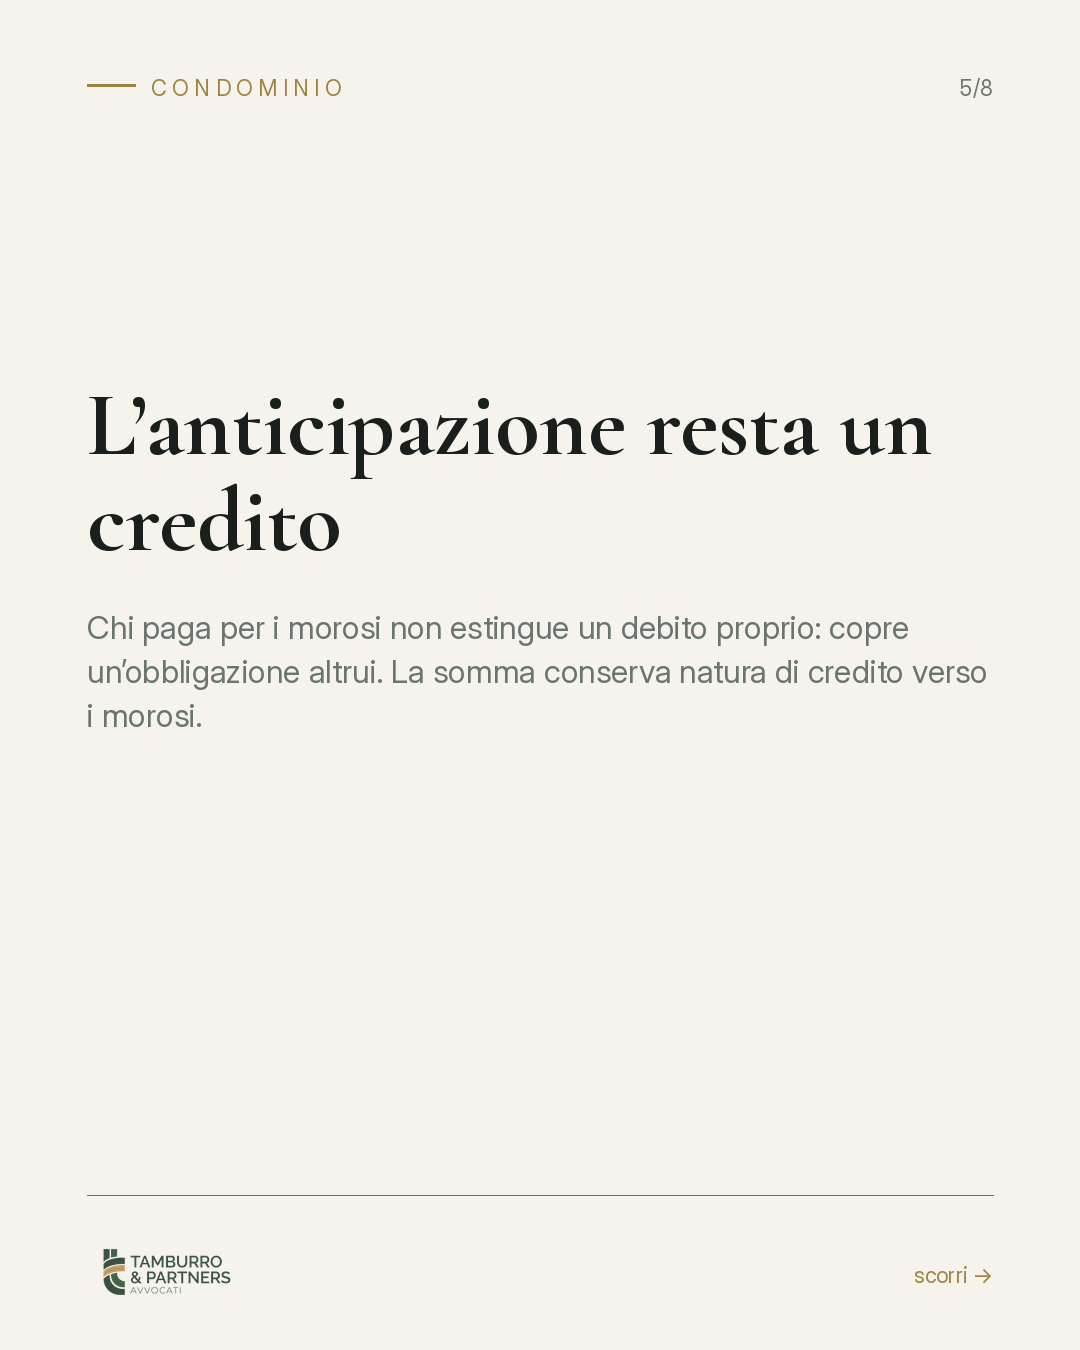 CONDOMINIO
5/8
L’anticipazione resta un
credito
Chi paga per i morosi non estingue un debito proprio: copre
un’obbligazione altrui. La somma conserva natura di credito verso
i morosi.
TAMBURRO
& PARTNERS
AVVOCATI
scorri →